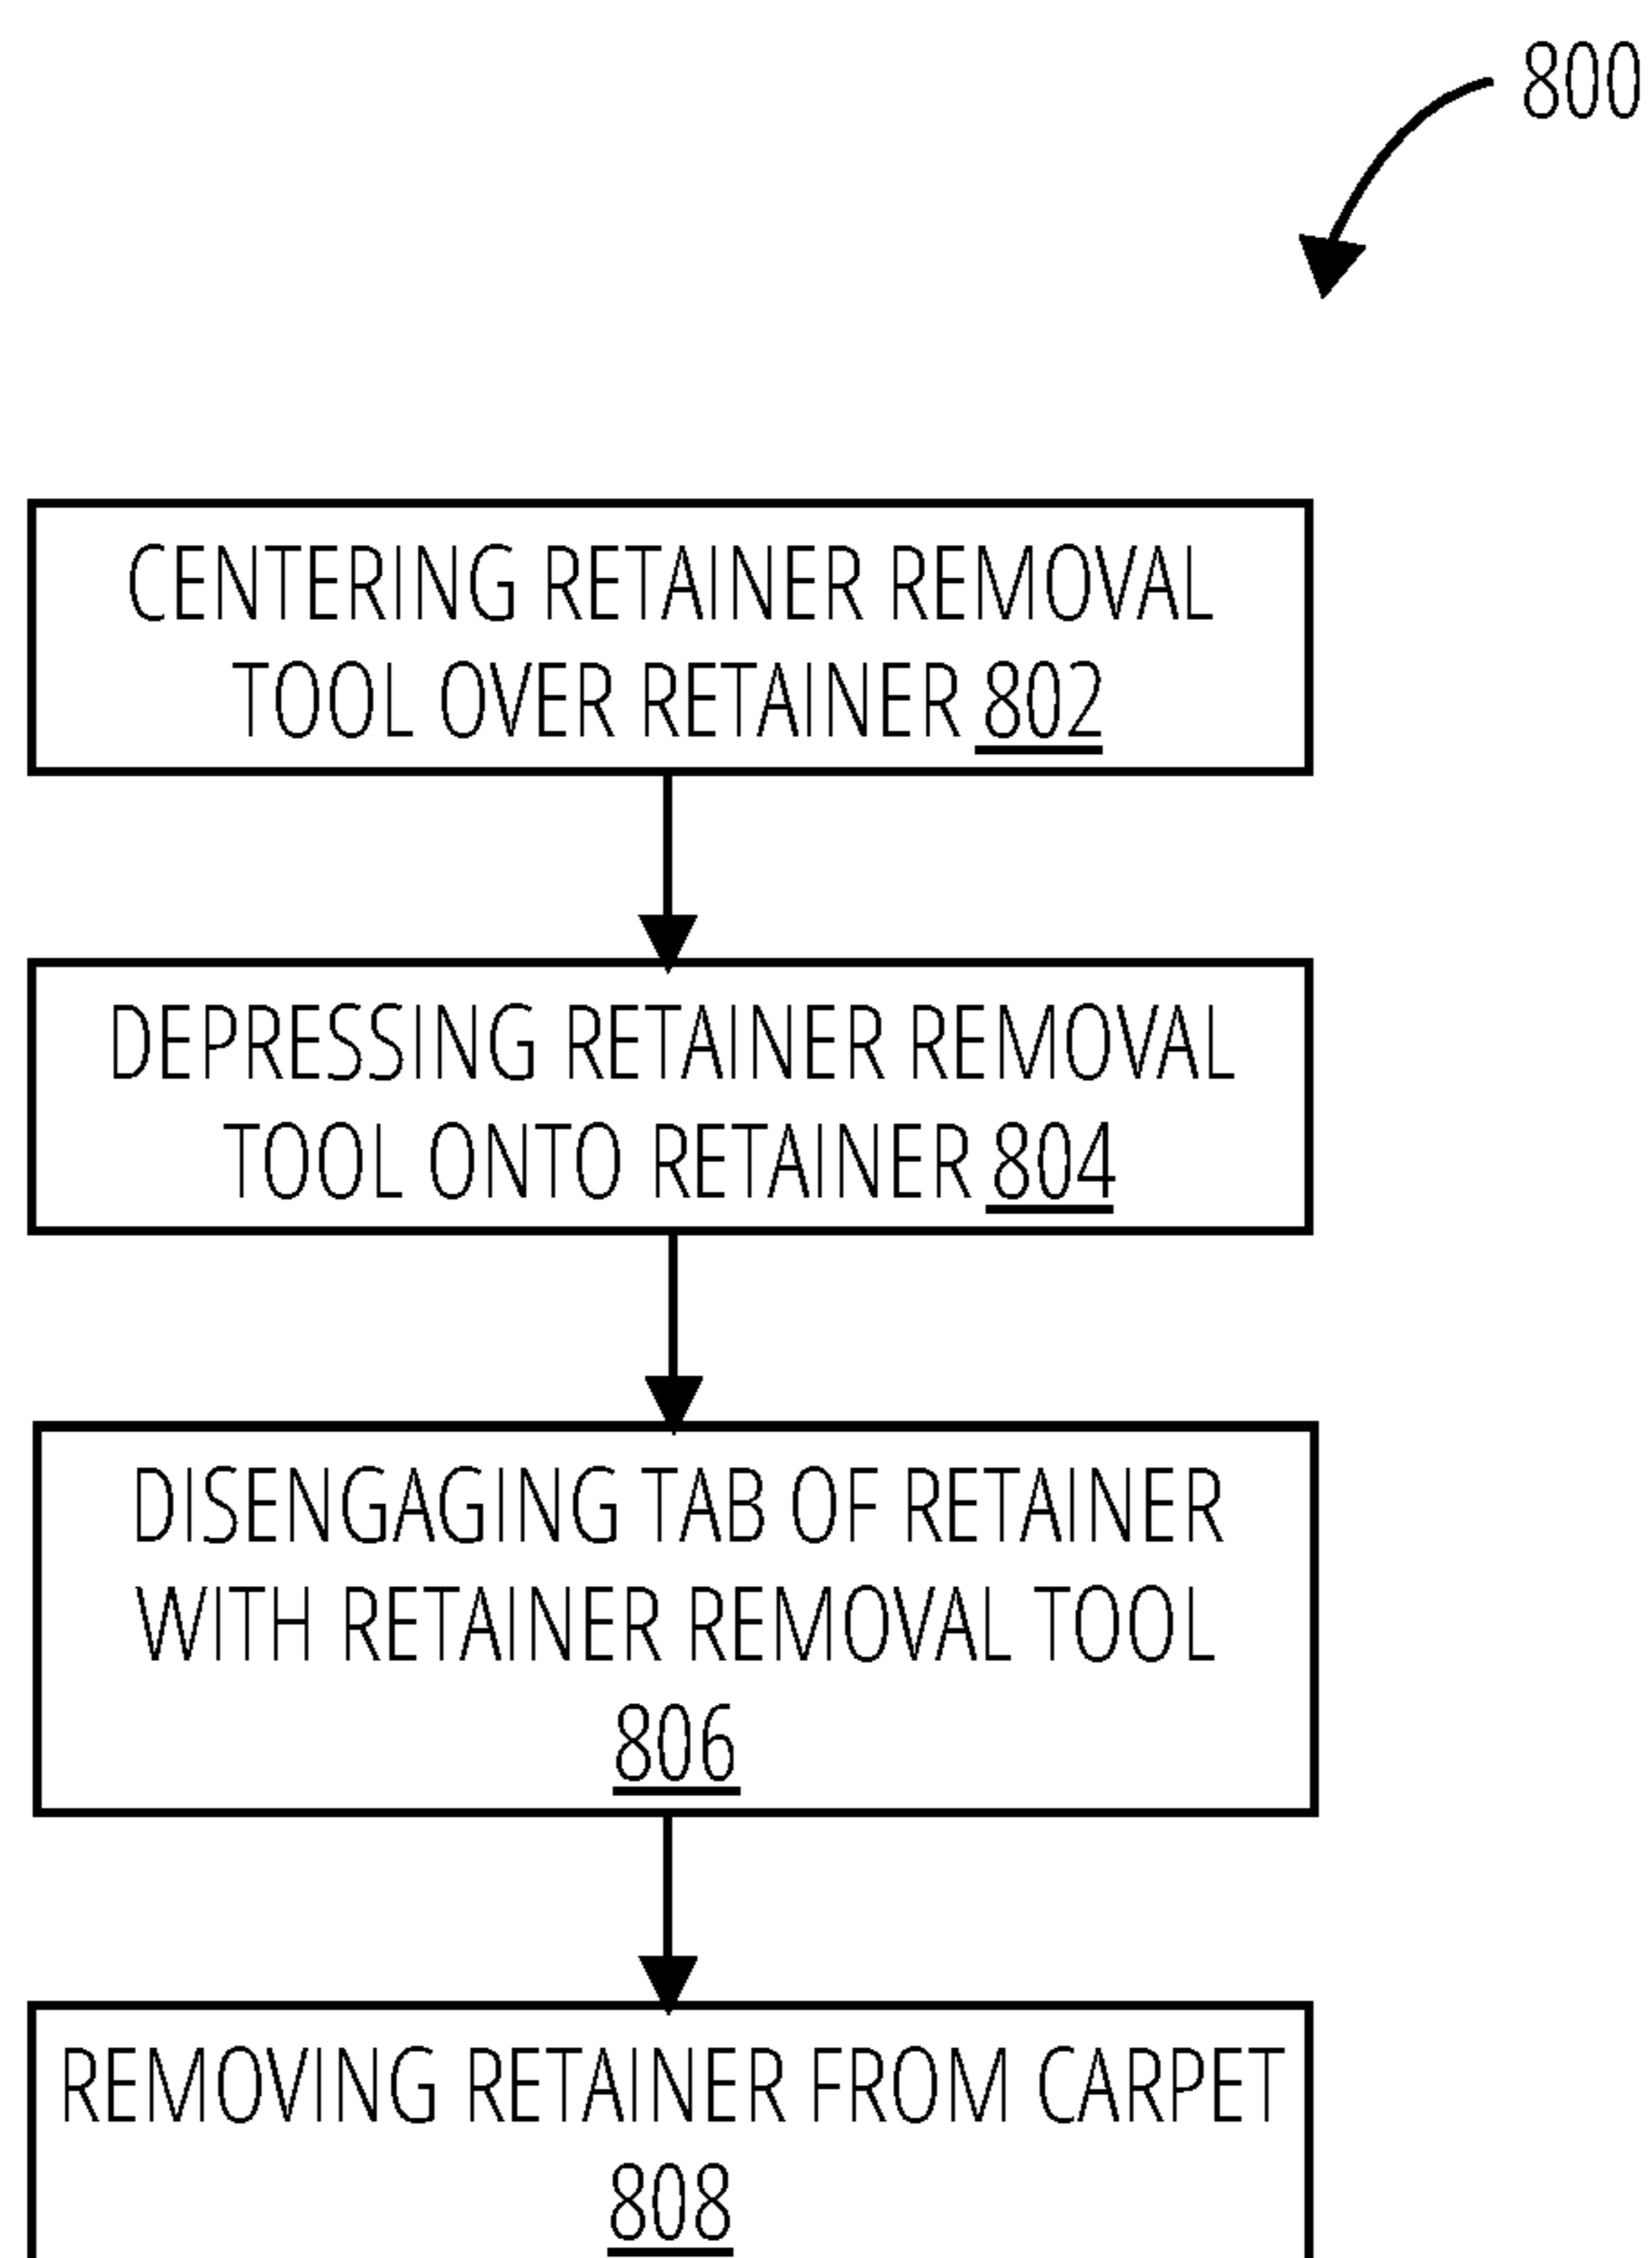 800
CENTERING RETAINER REMOVAL
TOOL OVER RETAINER 802
DEPRESSING RETAINER REMOVAL
TOOL ONTO RETAINER 804
DISENGAGING TAB OF RETAINER
WITH RETAINER REMOVAL TOOL
806
REMOVING RETAINER FROM CARPET
808